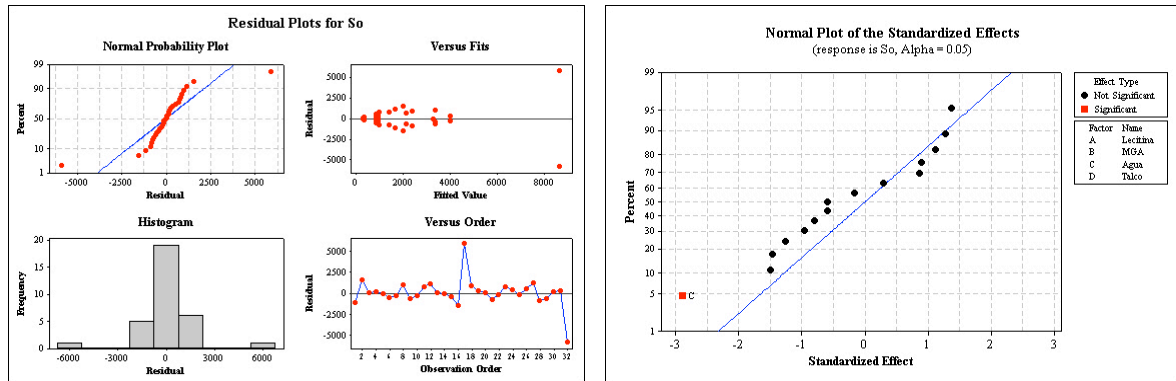 Residual Plots for So
Normal Probability Plot
Percent
99
90
50
10
1
-5000
-2500
0
2500
5000
Residual
Versus Fits
Residual
5000
2500
0
-2500
-5000
0
2000
4000
6000
8000
Fitted Value
Histogram
Frequency
20
15
10
5
0
-6000
-3000
0
3000
6000
Residual
Versus Order
Residual
5000
2500
0
-2500
-5000
2 4 6 8 10 12 14 16 18 20 22 24 26 28 30 32
Observation Order
Normal Plot of the Standardized Effects
(response is So, Alpha = 0.05)
Percent
99
95
90
80
70
60
50
40
30
20
10
5
1
C
-3
-2
-1
0
1
2
3
Standardized Effect
Effect Type
Not Significant
Significant
Factor Name
A Lecitina
B MGA
C Agua
D Talco